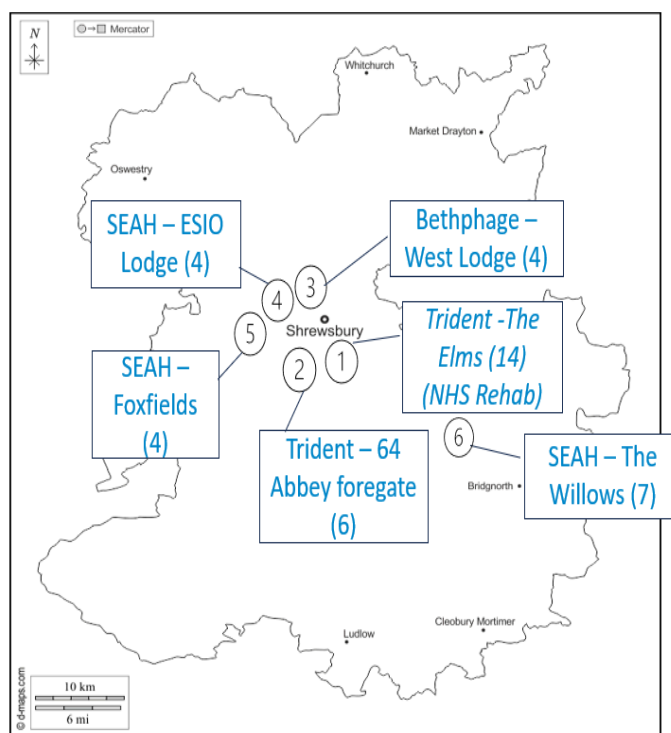 N
Mercator
Whitchurch
Market Drayton
Oswestry
SEAH – ESIO
Lodge (4)
Bethphage –
West Lodge (4)
3
4
5
Shrewsbury
1
2
Trident -The
Elms (14)
(NHS Rehab)
SEAH –
Foxfields
(4)
Trident – 64
Abbey foregate
(6)
6
SEAH – The
Willows (7)
Bridgnorth
Cleobury Mortimer
Ludlow
10 km
6 mi
© d-maps.com